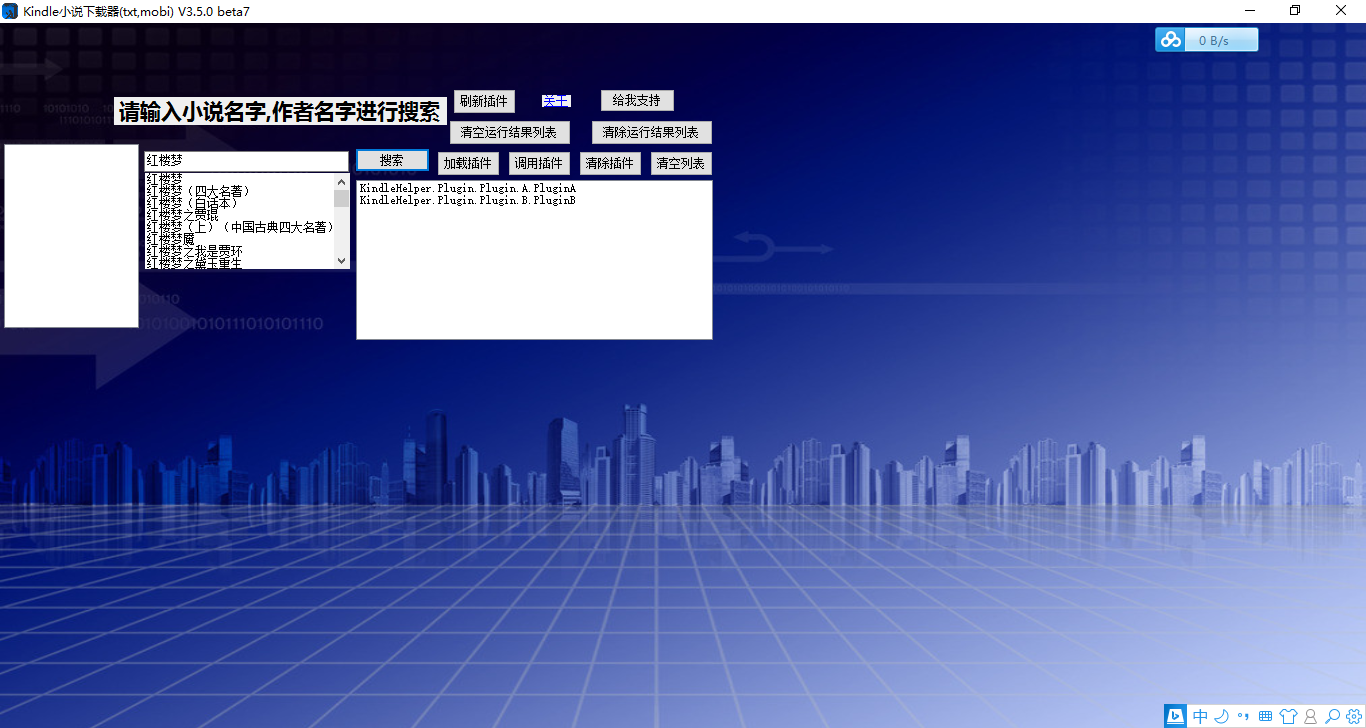 Kindle小说下载器(txt,mobi) V3.5.0 beta7
0 B/s
请输入小说名字,作者名字进行搜索
刷新插件
关于
给我支持
清空运行结果列表
清除运行结果列表
红楼梦
搜索
加载插件
调用插件
清除插件
清空列表
红楼梦
红楼梦（四大名著）
红楼梦（白话本）
红楼梦之贾琨
红楼梦（上）（中国古典四大名著）
红楼梦魇
红楼梦之我是贾环
红楼梦之黛玉重生
KindleHelper.Plugin.Plugin.A.PluginA
KindleHelper.Plugin.Plugin.B.PluginB
中